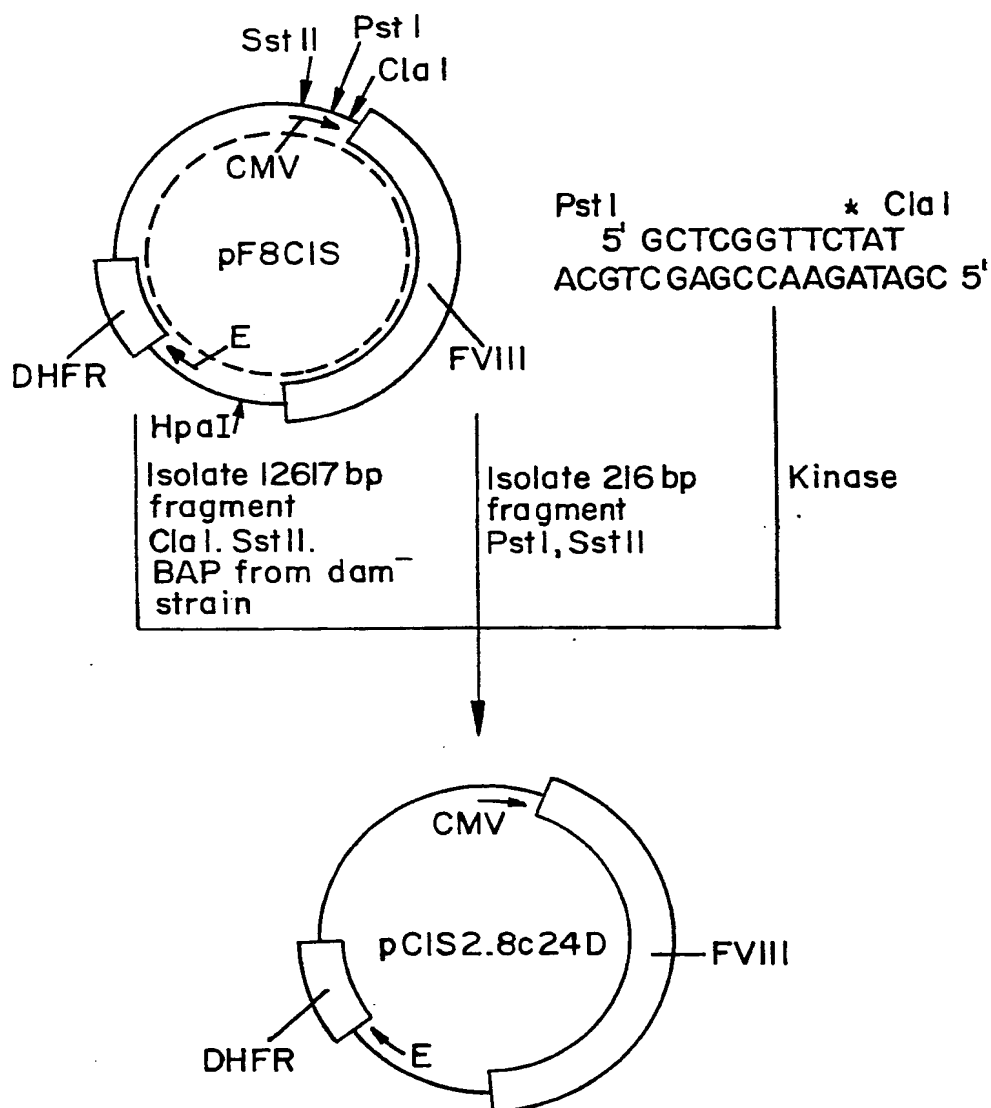 Sst II
Pst I
Cla I
CMV
pF8CIS
E
DHFR
FVIII
HpaI
Pst I * Cla I
5' GCTCGGTTCTAT
ACGTCGAGCCAAGATAGC 5'
Isolate 12617 bp
fragment
Cla I. Sst II.
BAP from dam⁻
strain
Isolate 216 bp
fragment
Pst I, Sst II
Kinase
CMV
pCIS2.8c24D
FVIII
DHFR
E